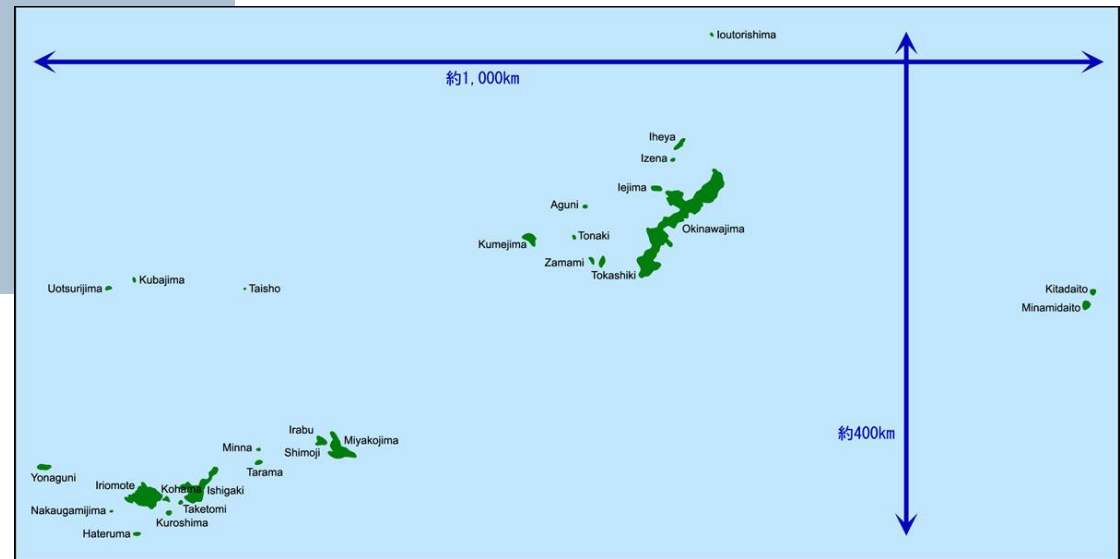 Ioutorishima
約1,000km
Iheya
Izena
Iejima
Aguni
Okinawajima
Tonaki
Kumejima
Zamami
Tokashiki
Kubajima
Uotsurijima
Taisho
Kitadaito
Minamidaito
約400km
Irabu
Miyakojima
Minna
Shimoji
Tarama
Yonaguni
Iriomote
Kohama
Ishigaki
Nakaugamijima
Taketomi
Kuroshima
Hateruma